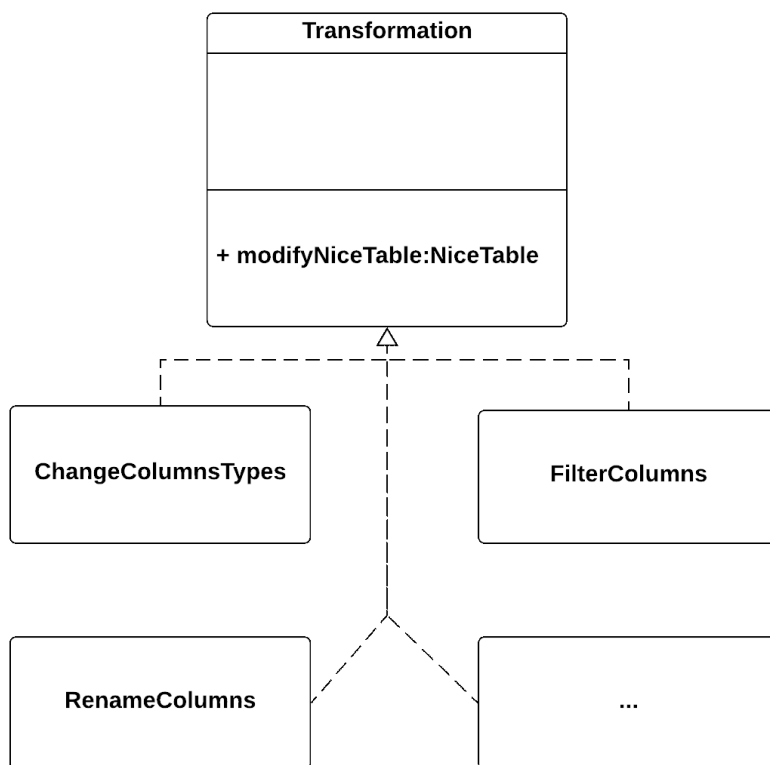 Transformation
+ modifyNiceTable:NiceTable
ChangeColumnsTypes
FilterColumns
RenameColumns
...